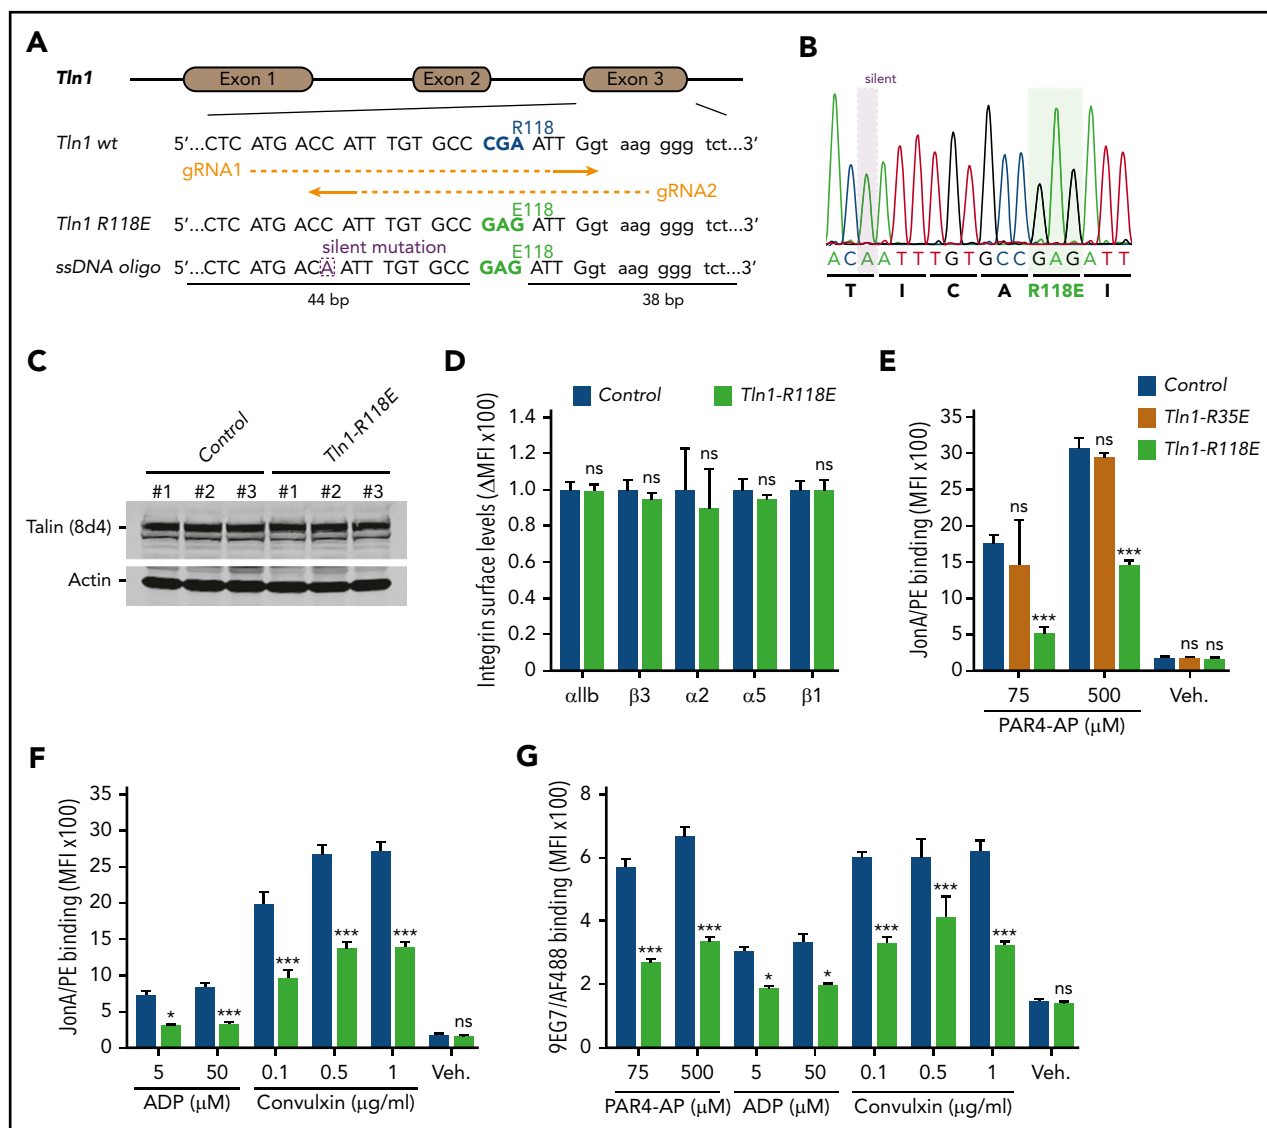 A
Tln1
Exon 1
Exon 2
Exon 3
R118
Tln1 wt
5′...CTC ATG ACC ATT TGT GCC CGA ATT Ggt aag ggg tct...3′
gRNA1
gRNA2
E118
Tln1 R118E
5′...CTC ATG ACC ATT TGT GCC GAG ATT Ggt aag ggg tct...3′
silent mutation
E118
ssDNA oligo
5′...CTC ATG ACA ATT TGT GCC GAG ATT Ggt aag ggg tct...3′
44 bp
38 bp
B
silent
ACAATTTGTGCCGAGATT
T I C A R118E I
C
Control
Tln1-R118E
#1 #2 #3 #1 #2 #3
Talin (8d4)
Actin
D
Control
Tln1-R118E
Integrin surface levels (ΔMFI x100)
1.4
1.2
1.0
0.8
0.6
0.4
0.2
0
ns
ns
ns
ns
ns
αIIb β3 α2 α5 β1
E
Control
Tln1-R35E
Tln1-R118E
JonA/PE binding (MFI x100)
35
30
25
20
15
10
5
0
ns
***
ns
***
ns
ns
75 500 Veh.
PAR4-AP (μM)
F
JonA/PE binding (MFI x100)
35
30
25
20
15
10
5
0
*
***
***
***
***
ns
5 50 0.1 0.5 1 Veh.
ADP (μM) Convulxin (μg/ml)
G
9EG7/AF488 binding (MFI x100)
8
6
4
2
0
***
***
*
*
***
***
***
ns
75 500 5 50 0.1 0.5 1 Veh.
PAR4-AP (μM) ADP (μM) Convulxin (μg/ml)